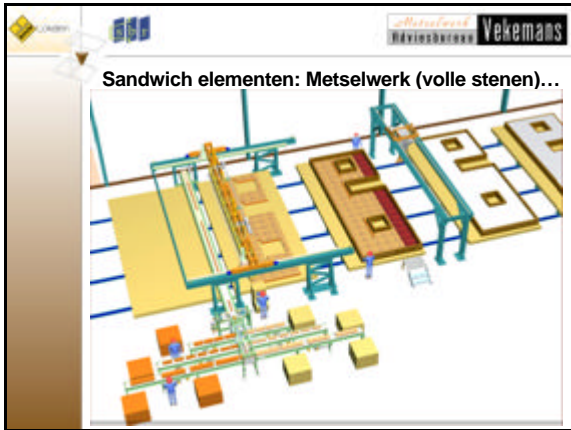 Metselwerk
Adviesbureau Vekemans
Sandwich elementen: Metselwerk (volle stenen)…